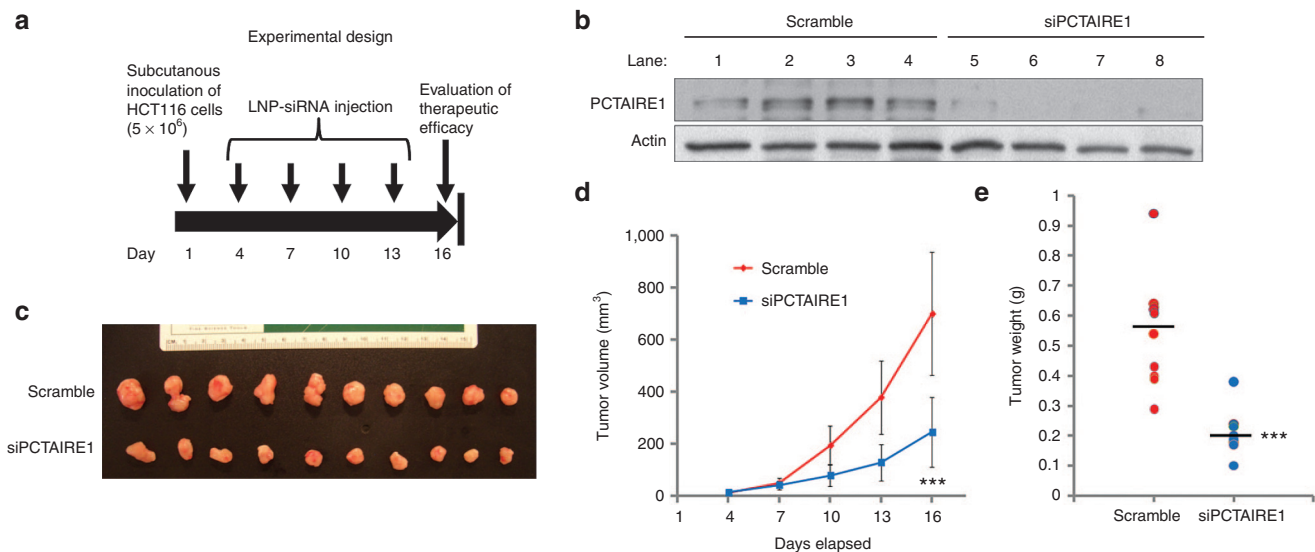 a
Experimental design
Subcutanous
inoculation of
HCT116 cells
(5 × 10⁶)
LNP-siRNA injection
Evaluation of
therapeutic
efficacy
Day 1 4 7 10 13 16
b
Scramble siPCTAIRE1
Lane: 1 2 3 4 5 6 7 8
PCTAIRE1
Actin
c
Scramble
siPCTAIRE1
d
1,000
800
600
400
200
0
Tumor volume (mm³)
Scramble
siPCTAIRE1
***
1 4 7 10 13 16
Days elapsed
e
1
0.9
0.8
0.7
0.6
0.5
0.4
0.3
0.2
0.1
0
Tumor weight (g)
***
Scramble siPCTAIRE1